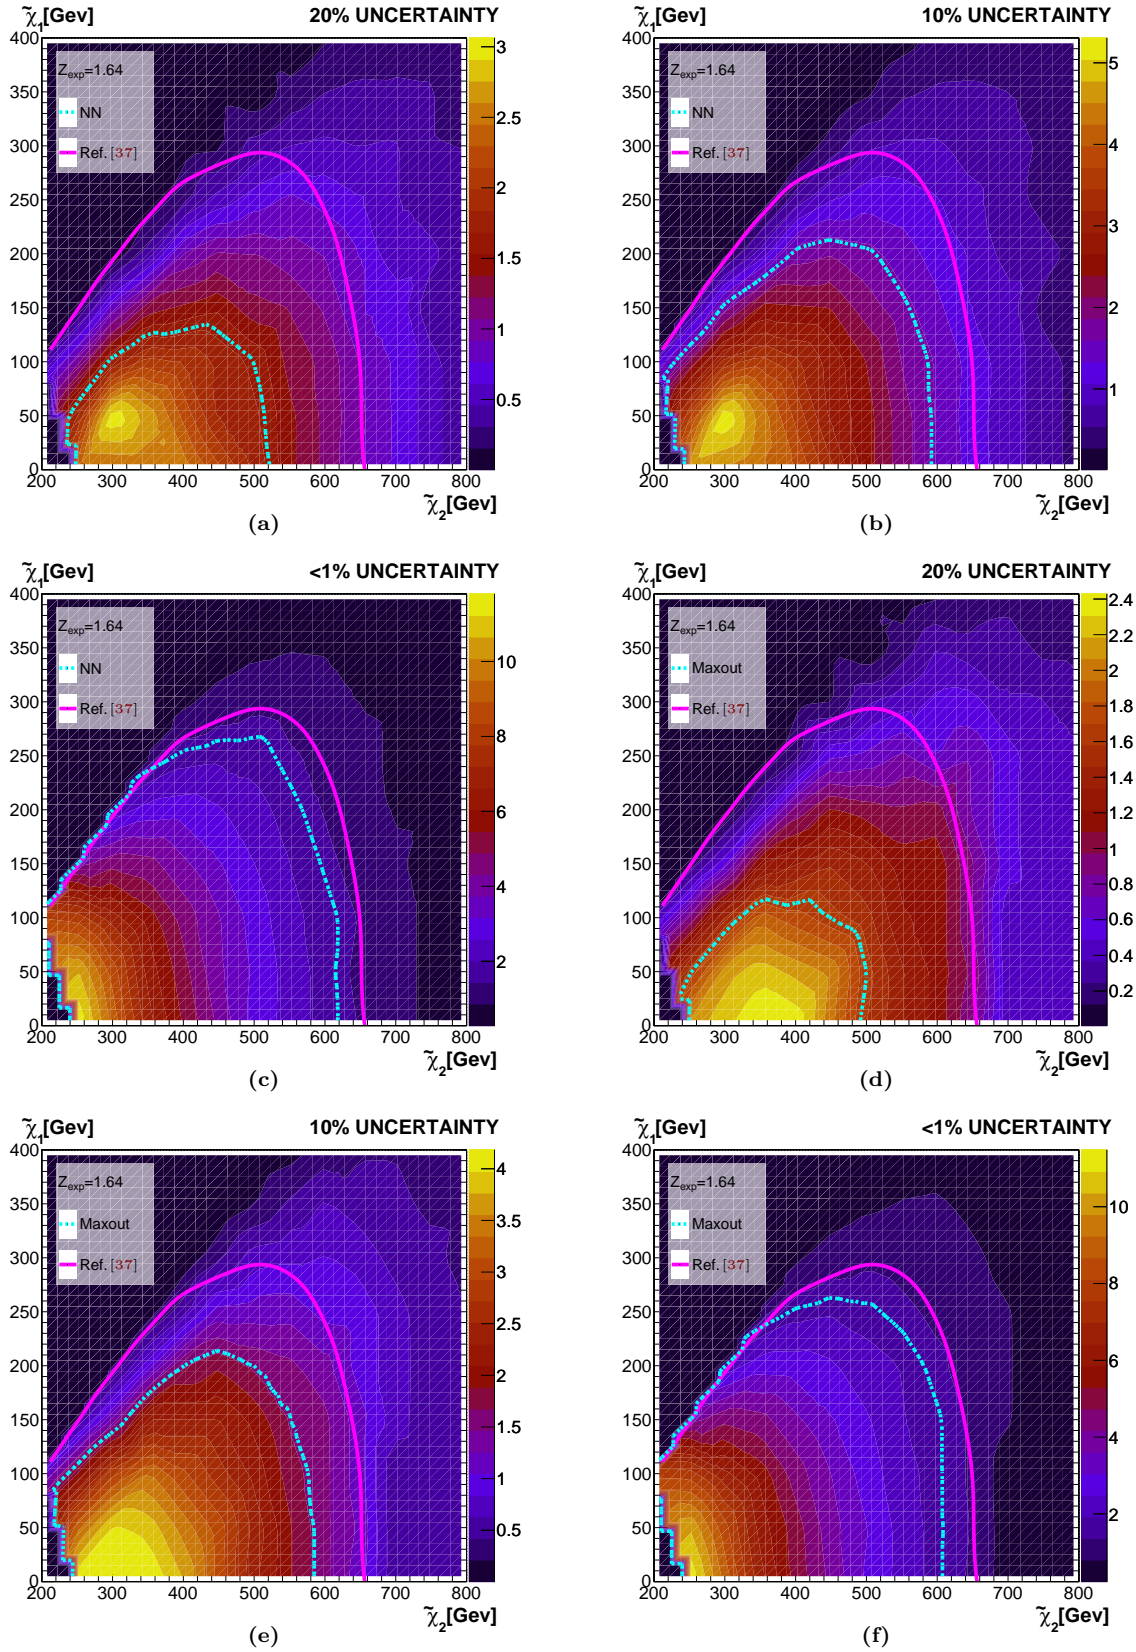 χ̃₁[Gev] 20% UNCERTAINTY
400
350
300
250
200
150
100
50
0
Z_exp=1.64
NN
Ref. [37]
3
2.5
2
1.5
1
0.5
200 300 400 500 600 700 800
χ̃₂[Gev]
(a)
χ̃₁[Gev] 10% UNCERTAINTY
400
350
300
250
200
150
100
50
0
Z_exp=1.64
NN
Ref. [37]
5
4
3
2
1
200 300 400 500 600 700 800
χ̃₂[Gev]
(b)
χ̃₁[Gev] <1% UNCERTAINTY
400
350
300
250
200
150
100
50
0
Z_exp=1.64
NN
Ref. [37]
10
8
6
4
2
200 300 400 500 600 700 800
χ̃₂[Gev]
(c)
χ̃₁[Gev] 20% UNCERTAINTY
400
350
300
250
200
150
100
50
0
Z_exp=1.64
Maxout
Ref. [37]
2.4
2.2
2
1.8
1.6
1.4
1.2
1
0.8
0.6
0.4
0.2
200 300 400 500 600 700 800
χ̃₂[Gev]
(d)
χ̃₁[Gev] 10% UNCERTAINTY
400
350
300
250
200
150
100
50
0
Z_exp=1.64
Maxout
Ref. [37]
4
3.5
3
2.5
2
1.5
1
0.5
200 300 400 500 600 700 800
χ̃₂[Gev]
(e)
χ̃₁[Gev] <1% UNCERTAINTY
400
350
300
250
200
150
100
50
0
Z_exp=1.64
Maxout
Ref. [37]
10
8
6
4
2
200 300 400 500 600 700 800
χ̃₂[Gev]
(f)